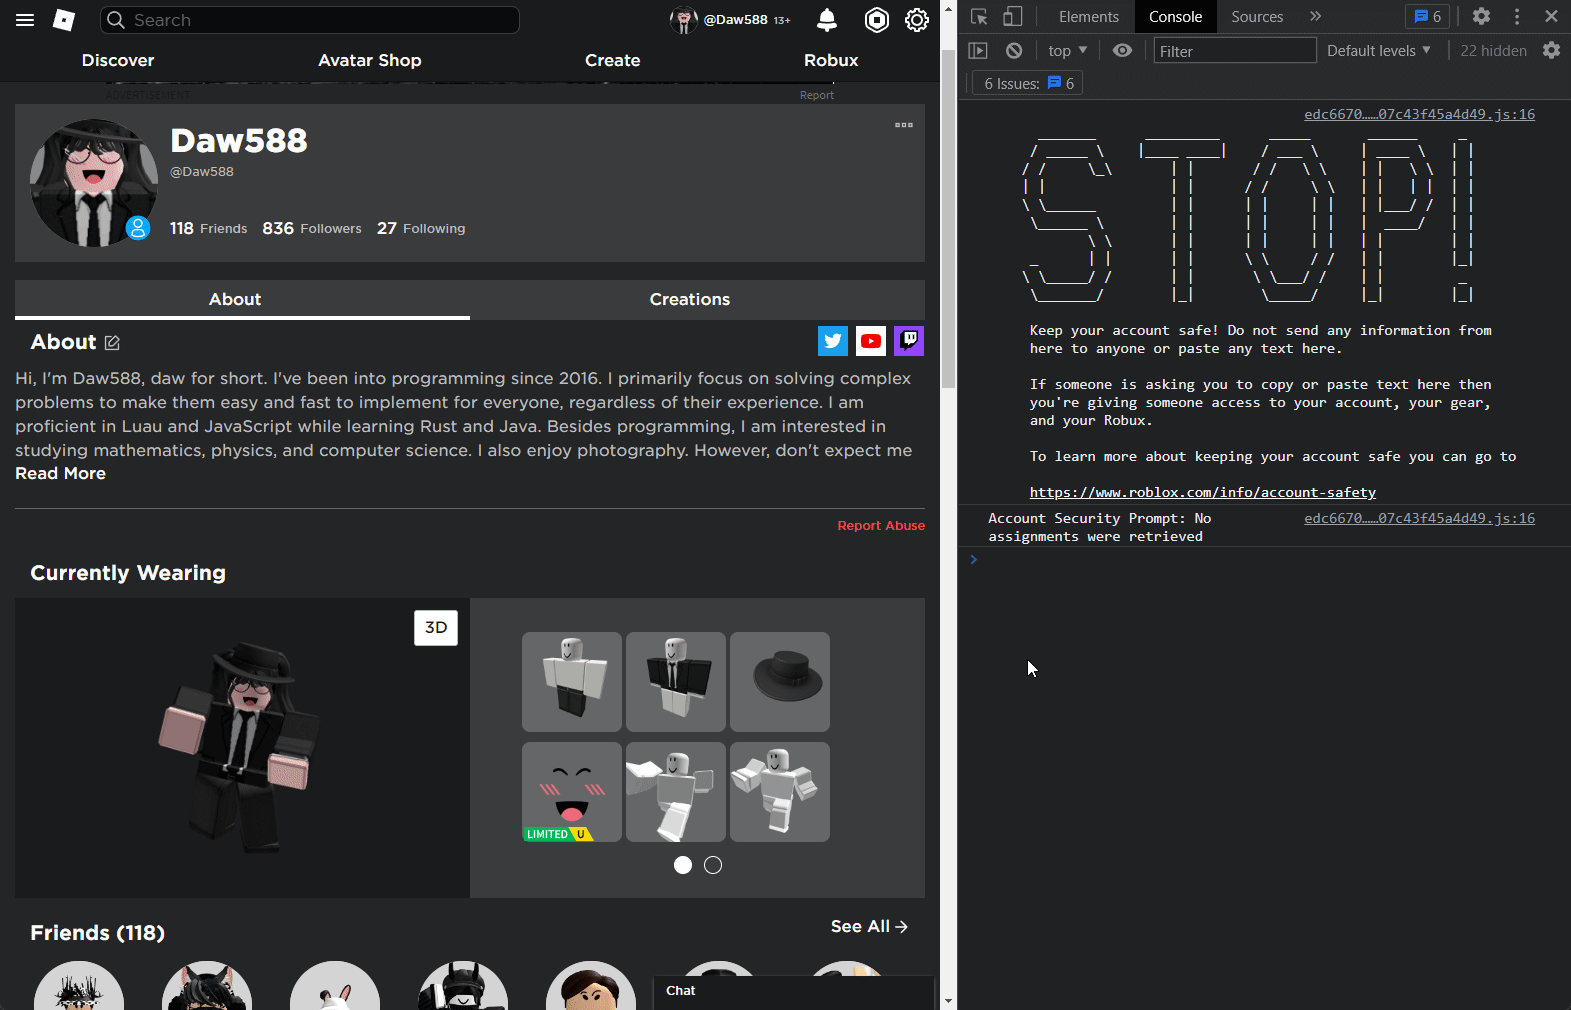 Search
@Daw588 13+
Discover
Avatar Shop
Create
Robux
ADVERTISEMENT
Report
Daw588
@Daw588
118 Friends 836 Followers 27 Following
About
Creations
About
Hi, I'm Daw588, daw for short. I've been into programming since 2016. I primarily focus on solving complex
problems to make them easy and fast to implement for everyone, regardless of their experience. I am
proficient in Luau and JavaScript while learning Rust and Java. Besides programming, I am interested in
studying mathematics, physics, and computer science. I also enjoy photography. However, don't expect me
Read More
Report Abuse
Currently Wearing
3D
LIMITED U
Friends (118)
See All
Chat
Elements Console Sources » 6
top Filter Default levels 22 hidden
6 Issues: 6
edc6670……07c43f45a4d49.js:16
STOP!
Keep your account safe! Do not send any information from
here to anyone or paste any text here.
If someone is asking you to copy or paste text here then
you're giving someone access to your account, your gear,
and your Robux.
To learn more about keeping your account safe you can go to
https://www.roblox.com/info/account-safety
Account Security Prompt: No edc6670……07c43f45a4d49.js:16
assignments were retrieved